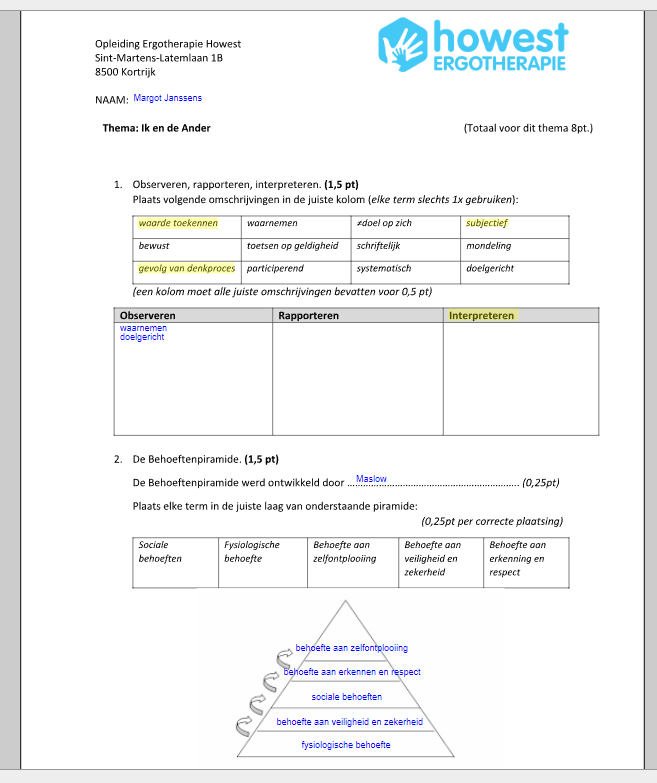 howest
ERGOTHERAPIE
Opleiding Ergotherapie Howest
Sint-Martens-Latemlaan 1B
8500 Kortrijk
NAAM: Margot Janssens
Thema: Ik en de Ander (Totaal voor dit thema 8pt.)
1. Observeren, rapporteren, interpreteren. (1,5 pt)
Plaats volgende omschrijvingen in de juiste kolom (elke term slechts 1x gebruiken):
waarde toekennen waarnemen ≠doel op zich subjectief
bewust toetsen op geldigheid schriftelijk mondeling
gevolg van denkproces participerend systematisch doelgericht
(een kolom moet alle juiste omschrijvingen bevatten voor 0,5 pt)
Observeren Rapporteren Interpreteren
waarnemen
doelgericht
2. De Behoeftenpiramide. (1,5 pt)
De Behoeftenpiramide werd ontwikkeld door ...Maslow... (0,25pt)
Plaats elke term in de juiste laag van onderstaande piramide:
(0,25pt per correcte plaatsing)
Sociale Fysiologische Behoefte aan Behoefte aan Behoefte aan
behoeften behoefte zelfontplooiing veiligheid en erkenning en
zekerheid respect
behoefte aan zelfontplooiing
behoefte aan erkennen en respect
sociale behoeften
behoefte aan veiligheid en zekerheid
fysiologische behoefte